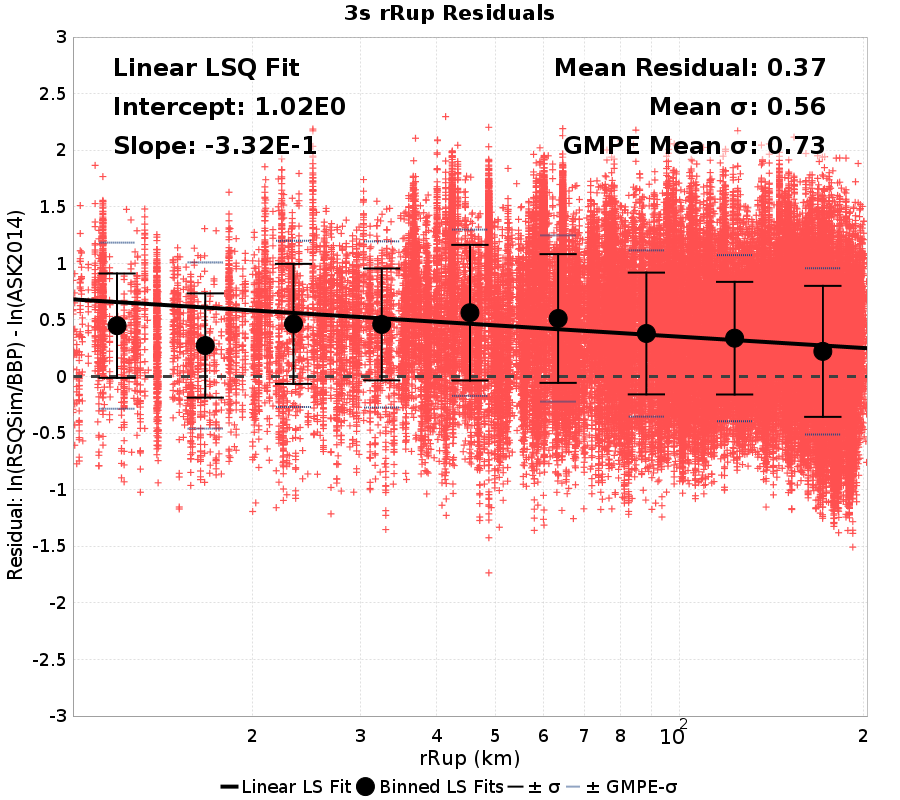 3s rRup Residuals
Linear LSQ Fit
Intercept: 1.02E0
Slope: -3.32E-1
Mean Residual: 0.37
Mean σ: 0.56
GMPE Mean σ: 0.73
Residual: ln(RSQSim/BBP) - ln(ASK2014)
3
2.5
2
1.5
1
0.5
0
-0.5
-1
-1.5
-2
-2.5
-3
2 3 4 5 6 7 8 10² 2
rRup (km)
Linear LS Fit Binned LS Fits ± σ ± GMPE-σ